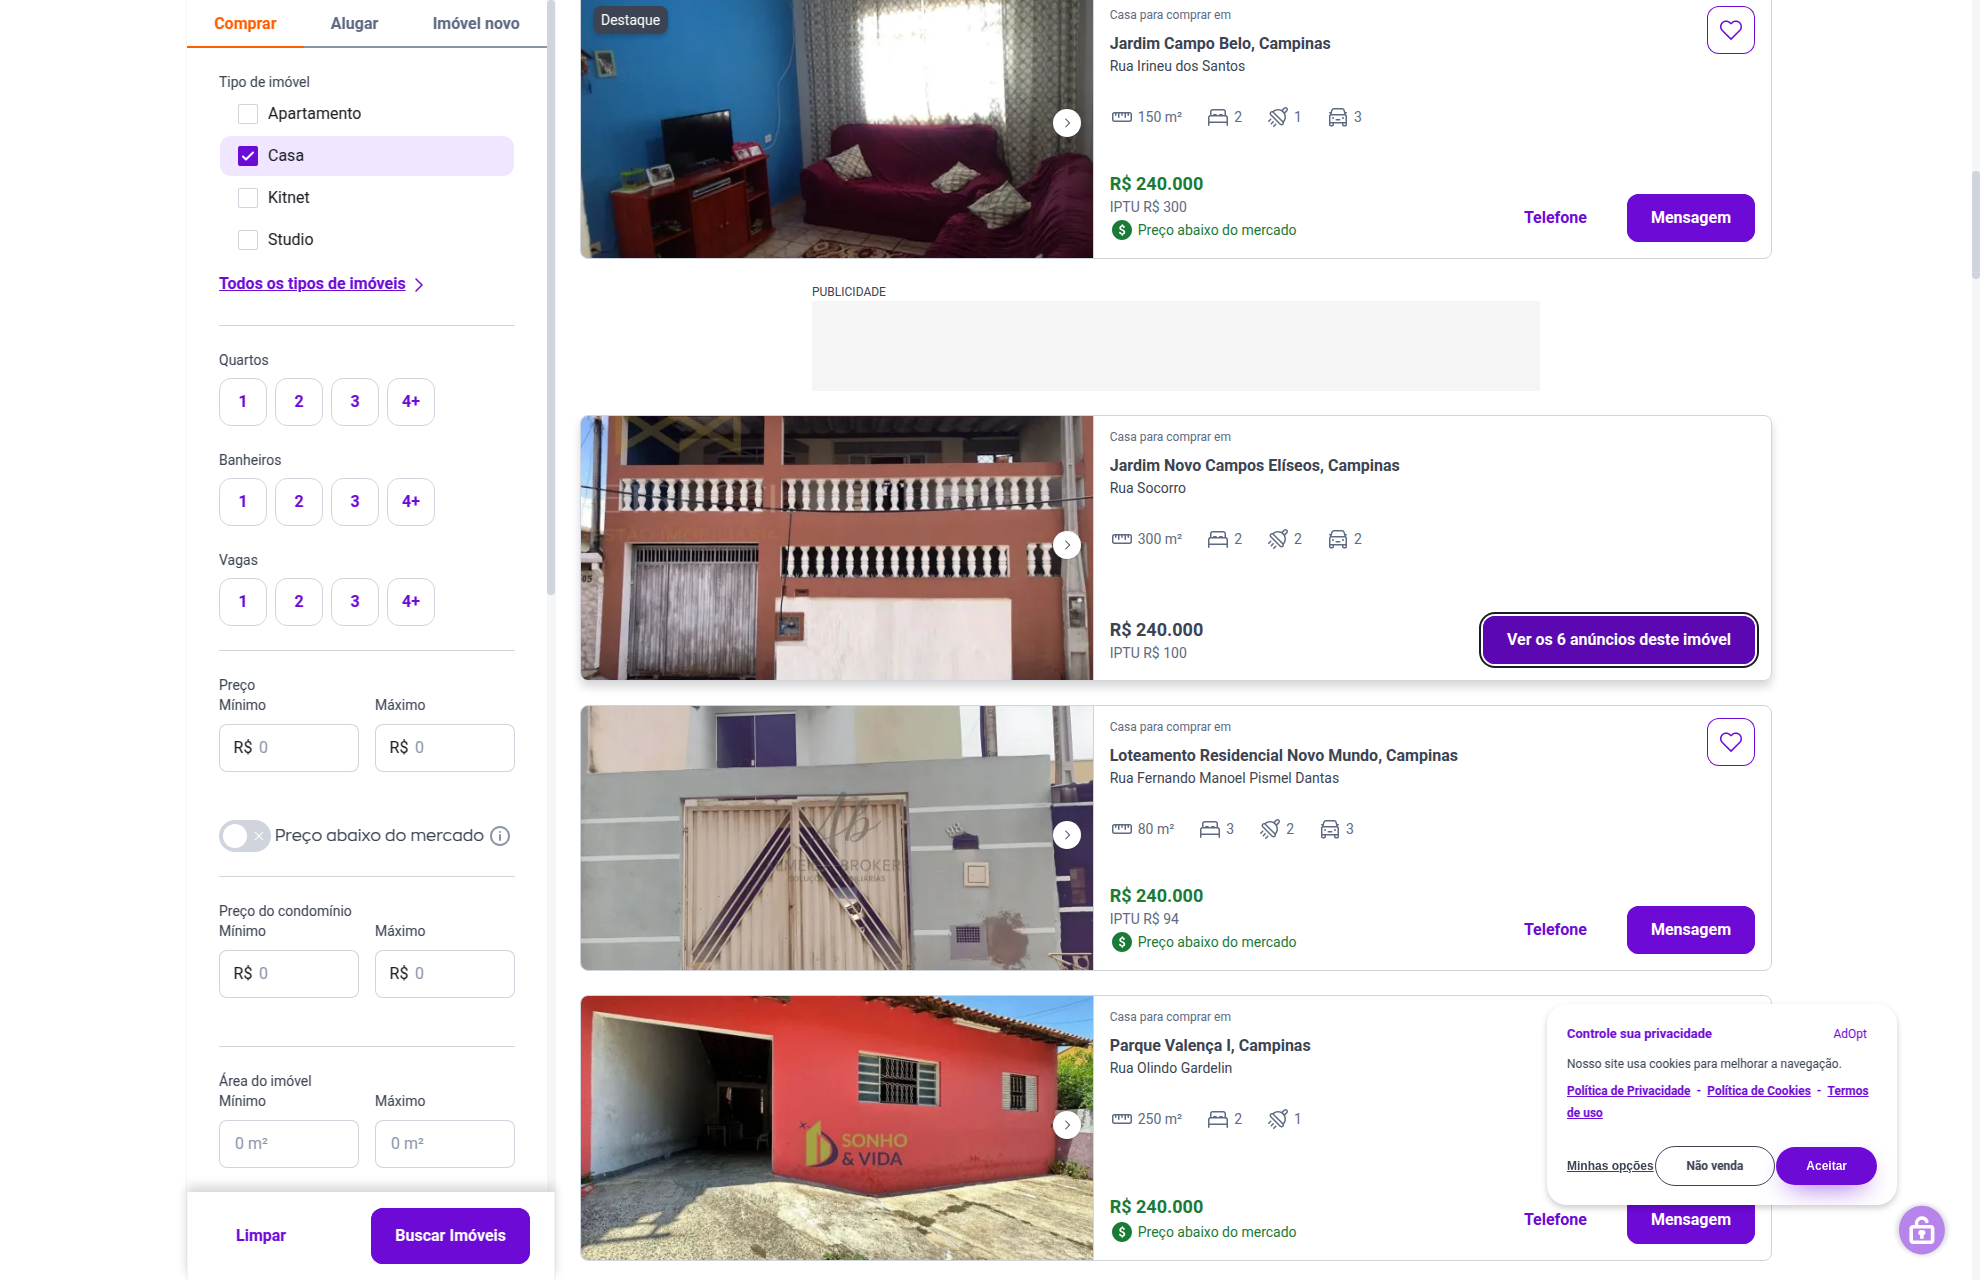 Comprar
Alugar
Imóvel novo
Tipo de imóvel
Apartamento
Casa
Kitnet
Studio
Todos os tipos de imóveis
Quartos
1
2
3
4+
Banheiros
1
2
3
4+
Vagas
1
2
3
4+
Preço
Mínimo
Máximo
R$ 0
R$ 0
Preço abaixo do mercado
Preço do condomínio
Mínimo
Máximo
R$ 0
R$ 0
Área do imóvel
Mínimo
Máximo
0 m²
0 m²
Limpar
Buscar Imóveis
Destaque
Casa para comprar em
Jardim Campo Belo, Campinas
Rua Irineu dos Santos
150 m²
2
1
3
R$ 240.000
IPTU R$ 300
Preço abaixo do mercado
Telefone
Mensagem
PUBLICIDADE
Casa para comprar em
Jardim Novo Campos Elíseos, Campinas
Rua Socorro
300 m²
2
2
2
R$ 240.000
IPTU R$ 100
Ver os 6 anúncios deste imóvel
Casa para comprar em
Loteamento Residencial Novo Mundo, Campinas
Rua Fernando Manoel Pismel Dantas
80 m²
3
2
3
R$ 240.000
IPTU R$ 94
Preço abaixo do mercado
Telefone
Mensagem
SONHO
& VIDA
Casa para comprar em
Parque Valença I, Campinas
Rua Olindo Gardelin
250 m²
2
1
R$ 240.000
Preço abaixo do mercado
Telefone
Mensagem
Controle sua privacidade
AdOpt
Nosso site usa cookies para melhorar a navegação.
Política de Privacidade - Política de Cookies - Termos
de uso
Minhas opções
Não venda
Aceitar